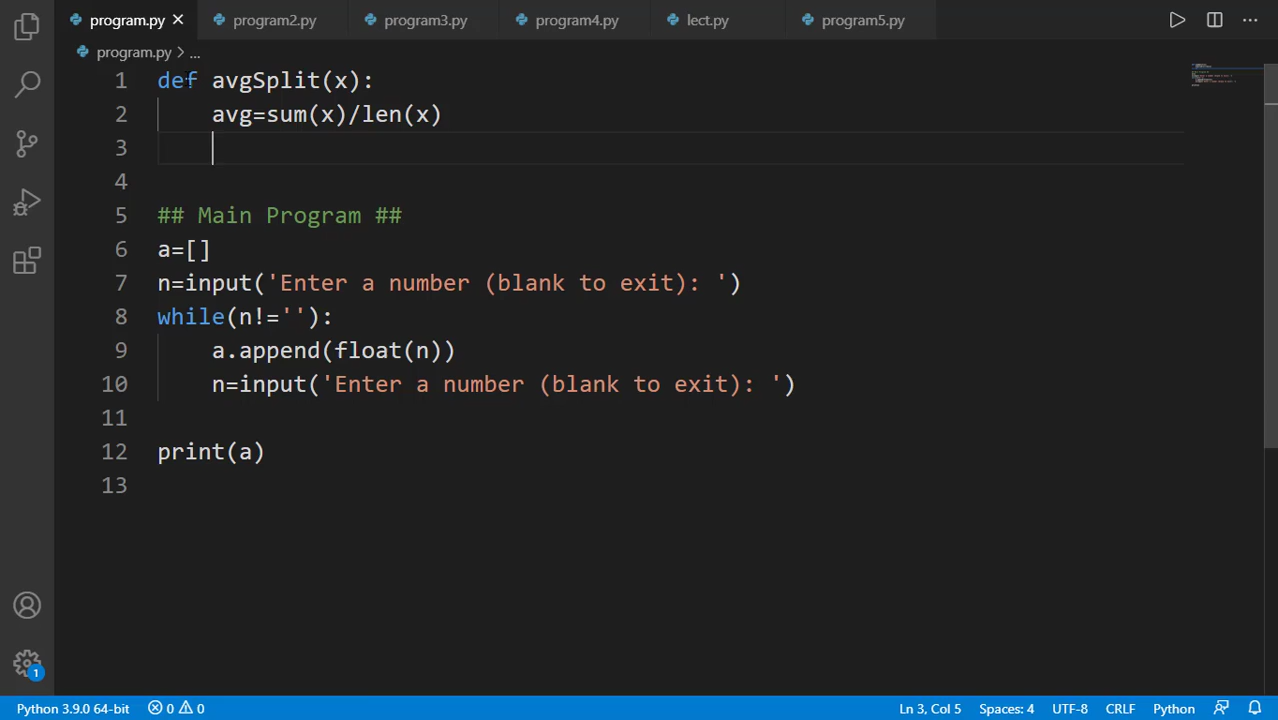 program.py program2.py program3.py program4.py lect.py program5.py
program.py > ...
1 def avgSplit(x):
2 avg=sum(x)/len(x)
3
4
5 ## Main Program ##
6 a=[]
7 n=input('Enter a number (blank to exit): ')
8 while(n!=''):
9 a.append(float(n))
10 n=input('Enter a number (blank to exit): ')
11
12 print(a)
13
1
Python 3.9.0 64-bit 0 0 Ln 3, Col 5 Spaces: 4 UTF-8 CRLF Python